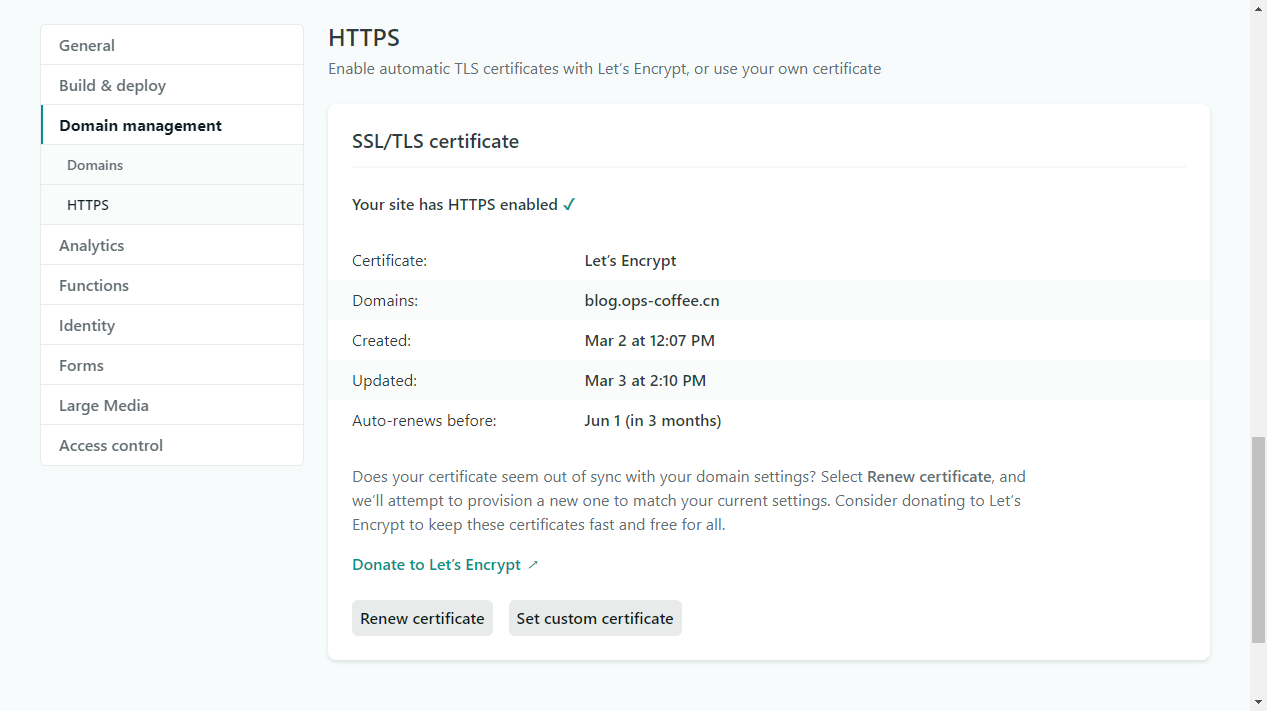 General
Build & deploy
Domain management
Domains
HTTPS
Analytics
Functions
Identity
Forms
Large Media
Access control
HTTPS
Enable automatic TLS certificates with Let’s Encrypt, or use your own certificate
SSL/TLS certificate
Your site has HTTPS enabled ✓
Certificate: Let’s Encrypt
Domains: blog.ops-coffee.cn
Created: Mar 2 at 12:07 PM
Updated: Mar 3 at 2:10 PM
Auto-renews before: Jun 1 (in 3 months)
Does your certificate seem out of sync with your domain settings? Select Renew certificate, and
we’ll attempt to provision a new one to match your current settings. Consider donating to Let’s
Encrypt to keep these certificates fast and free for all.
Donate to Let’s Encrypt ↗
Renew certificate Set custom certificate